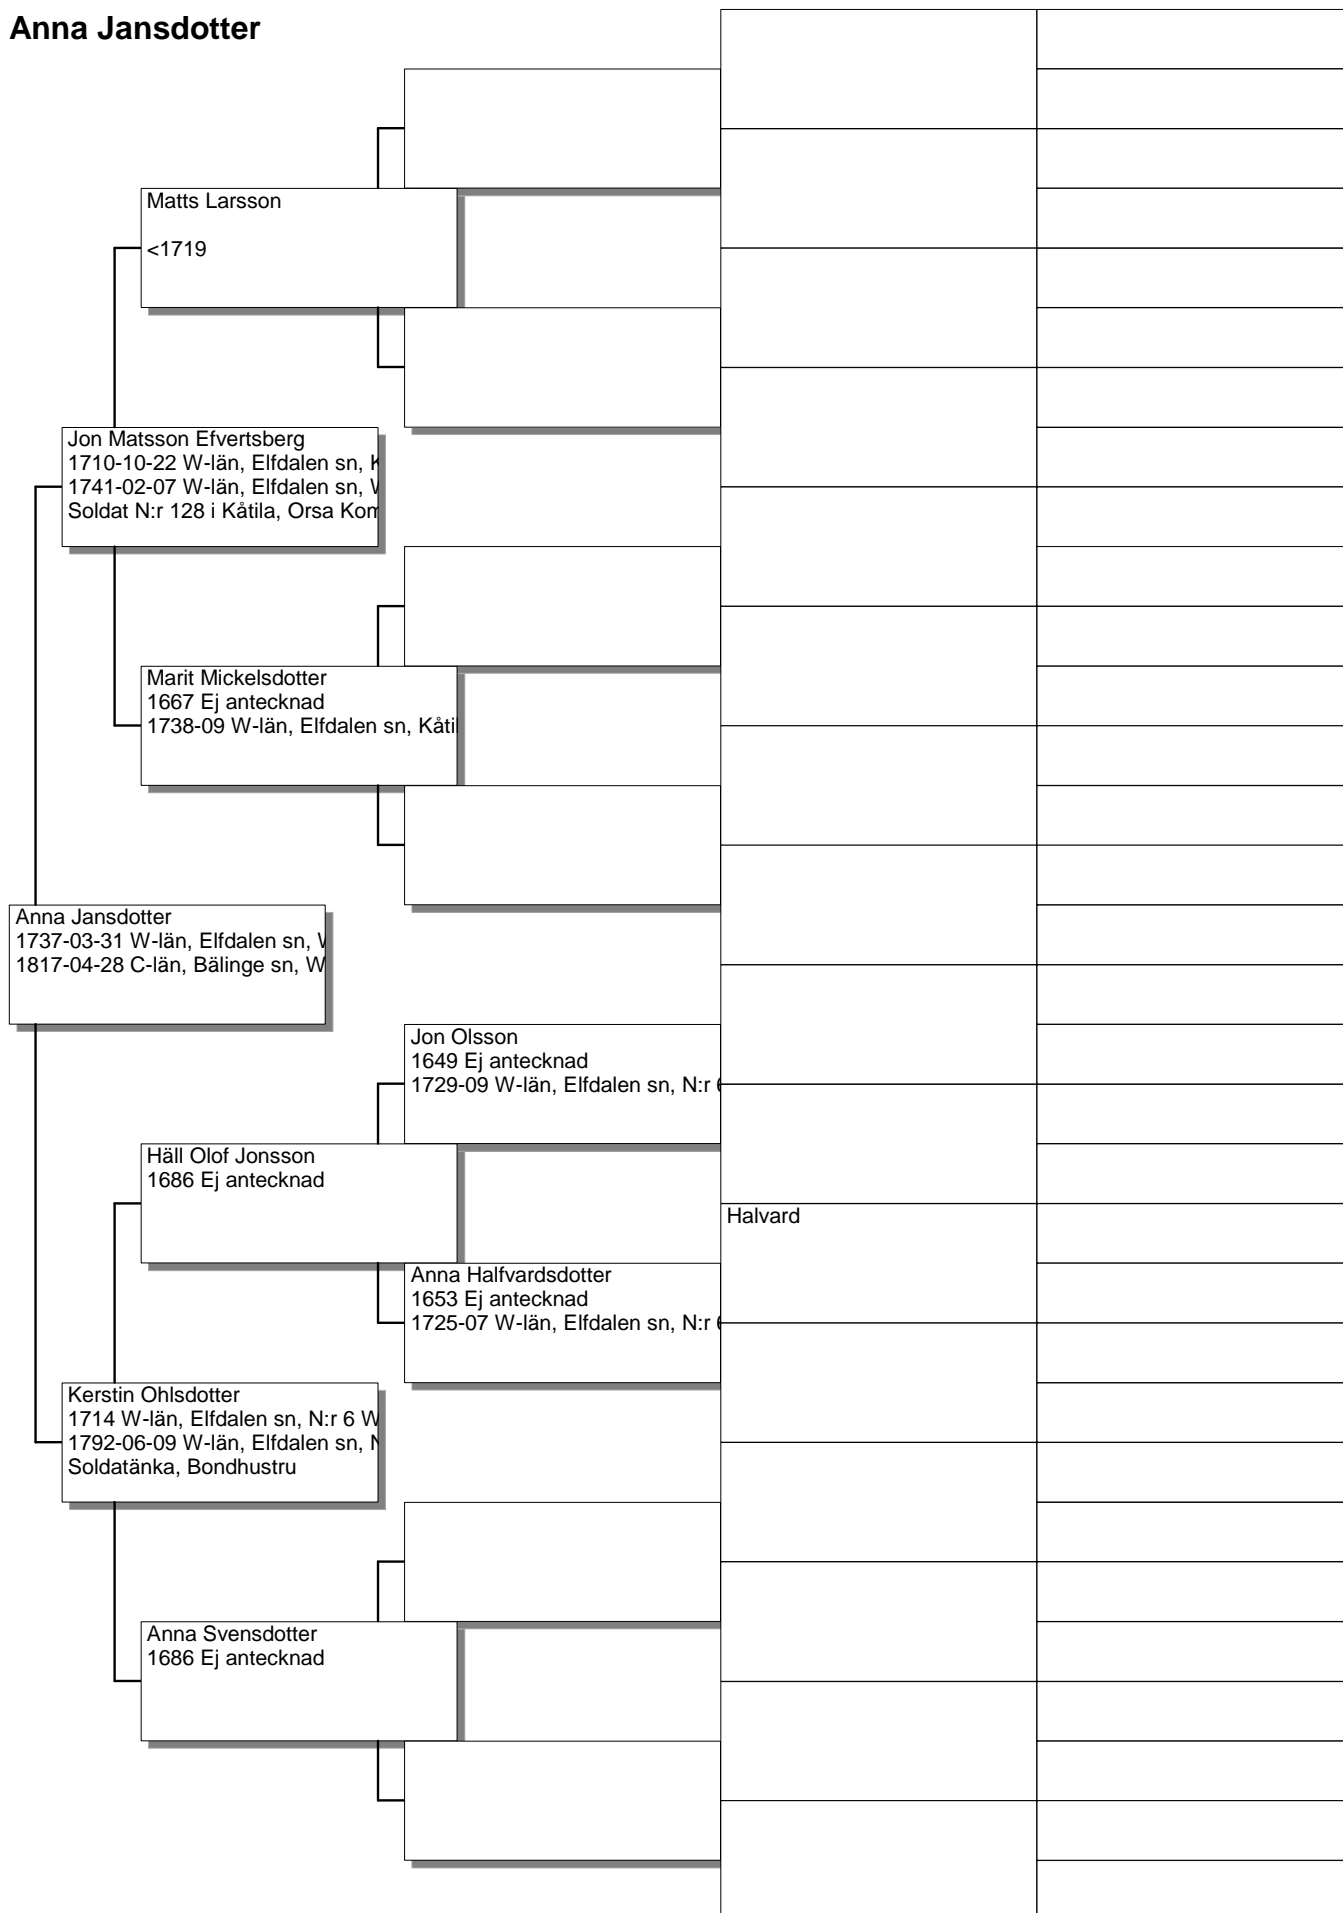 Anna Jansdotter
Matts Larsson
<1719
Jon Matsson Efvertsberg
1710-10-22 W-län, Elfdalen sn, K
1741-02-07 W-län, Elfdalen sn, W
Soldat N:r 128 i Kåtila, Orsa Kom
Marit Mickelsdotter
1667 Ej antecknad
1738-09 W-län, Elfdalen sn, Kåtil
Anna Jansdotter
1737-03-31 W-län, Elfdalen sn, W
1817-04-28 C-län, Bälinge sn, W
Jon Olsson
1649 Ej antecknad
1729-09 W-län, Elfdalen sn, N:r 6
Häll Olof Jonsson
1686 Ej antecknad
Halvard
Anna Halfvardsdotter
1653 Ej antecknad
1725-07 W-län, Elfdalen sn, N:r 6
Kerstin Ohlsdotter
1714 W-län, Elfdalen sn, N:r 6 W
1792-06-09 W-län, Elfdalen sn, N
Soldatänka, Bondhustru
Anna Svensdotter
1686 Ej antecknad